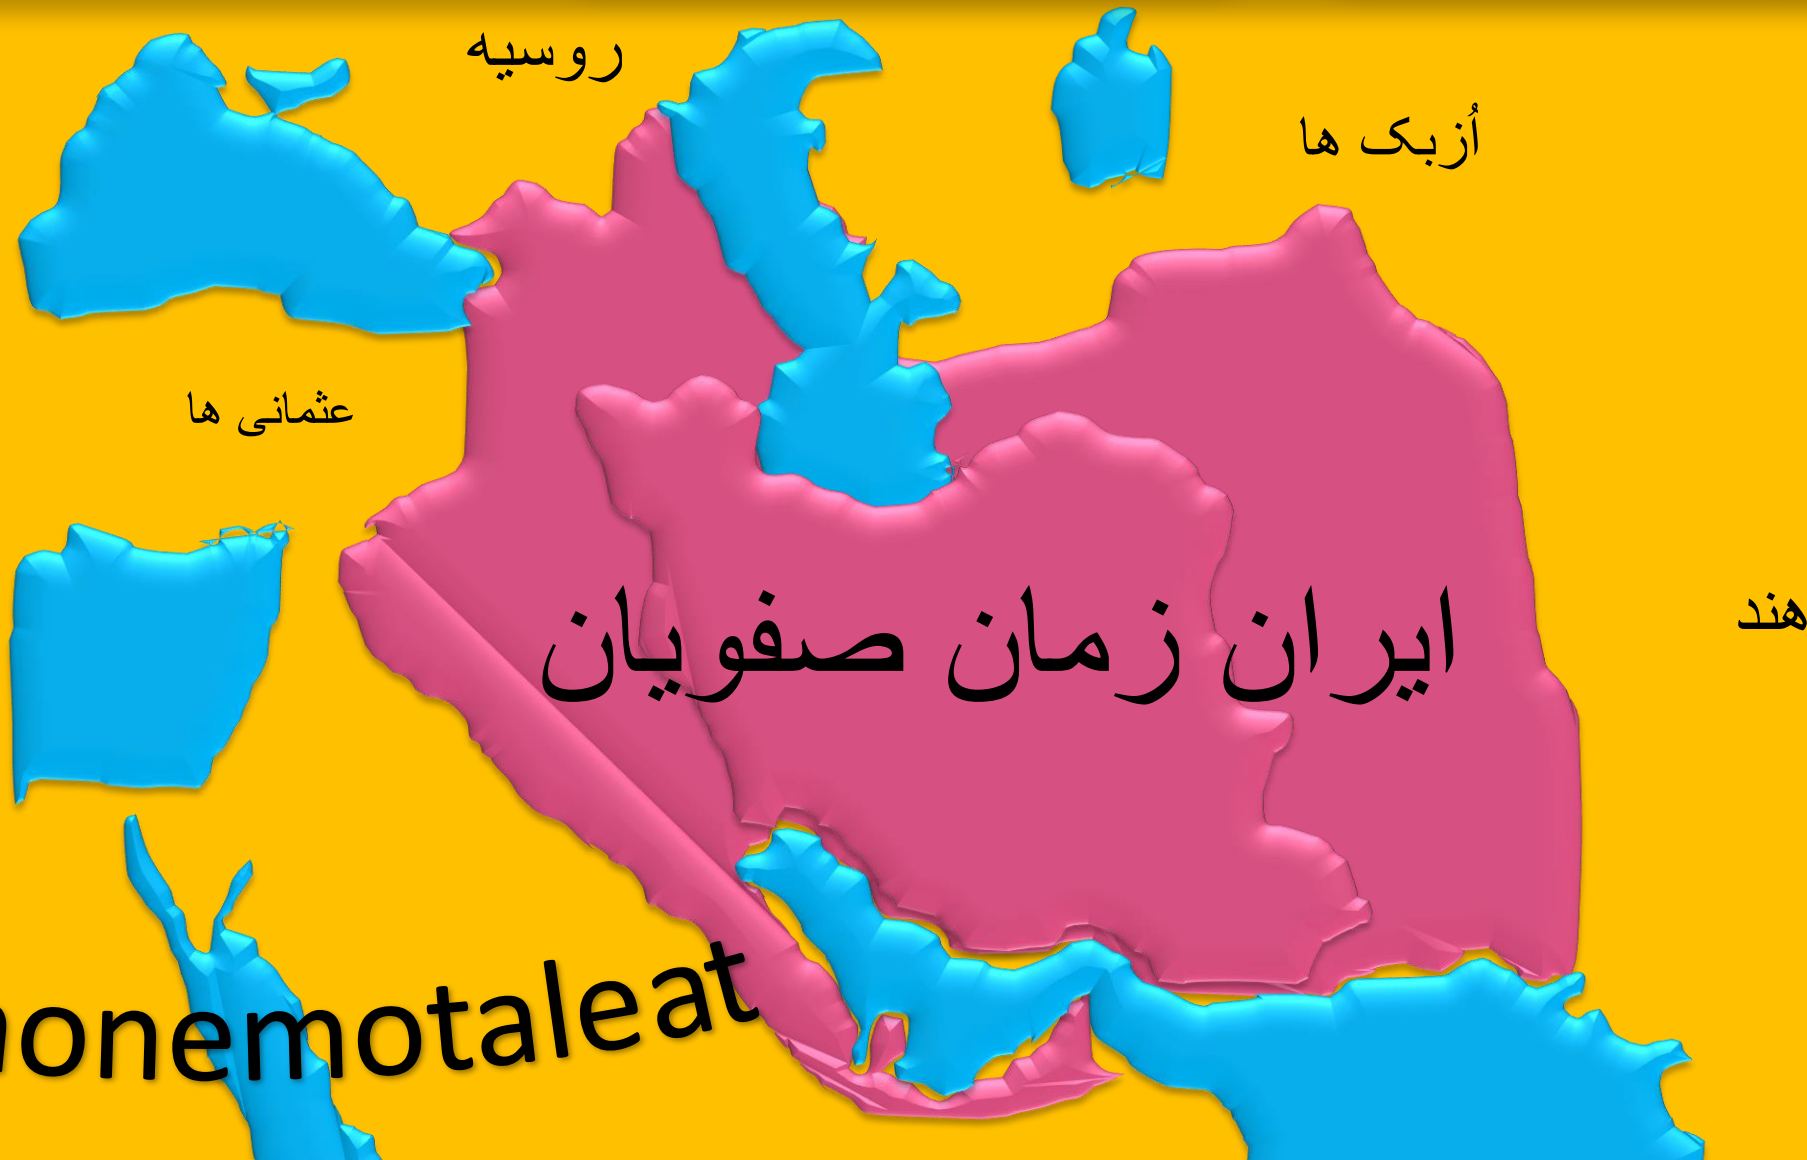 روسیه
اُزبک ها
عثمانی ها
هند
ایران زمان صفویان
onemotaleat